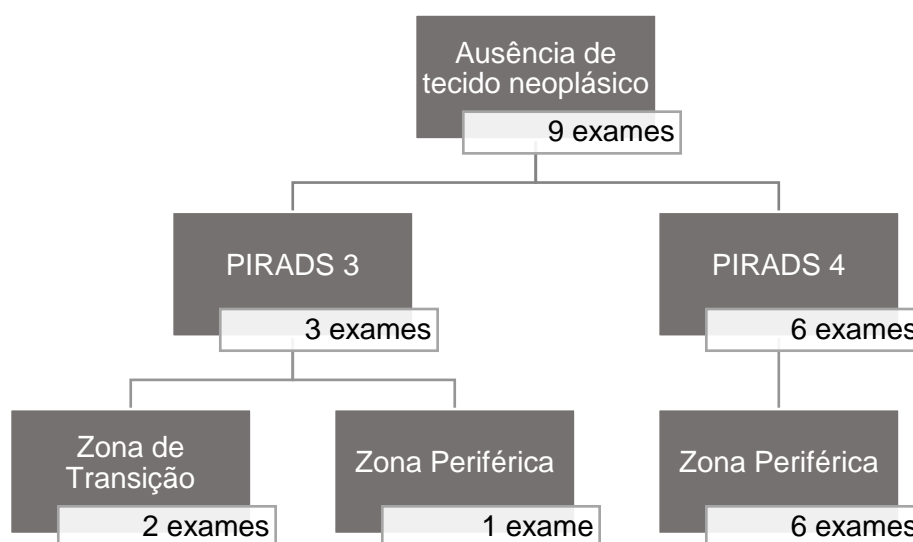 Ausência de
tecido neoplásico
9 exames
PIRADS 3
3 exames
PIRADS 4
6 exames
Zona de
Transição
2 exames
Zona Periférica
1 exame
Zona Periférica
6 exames